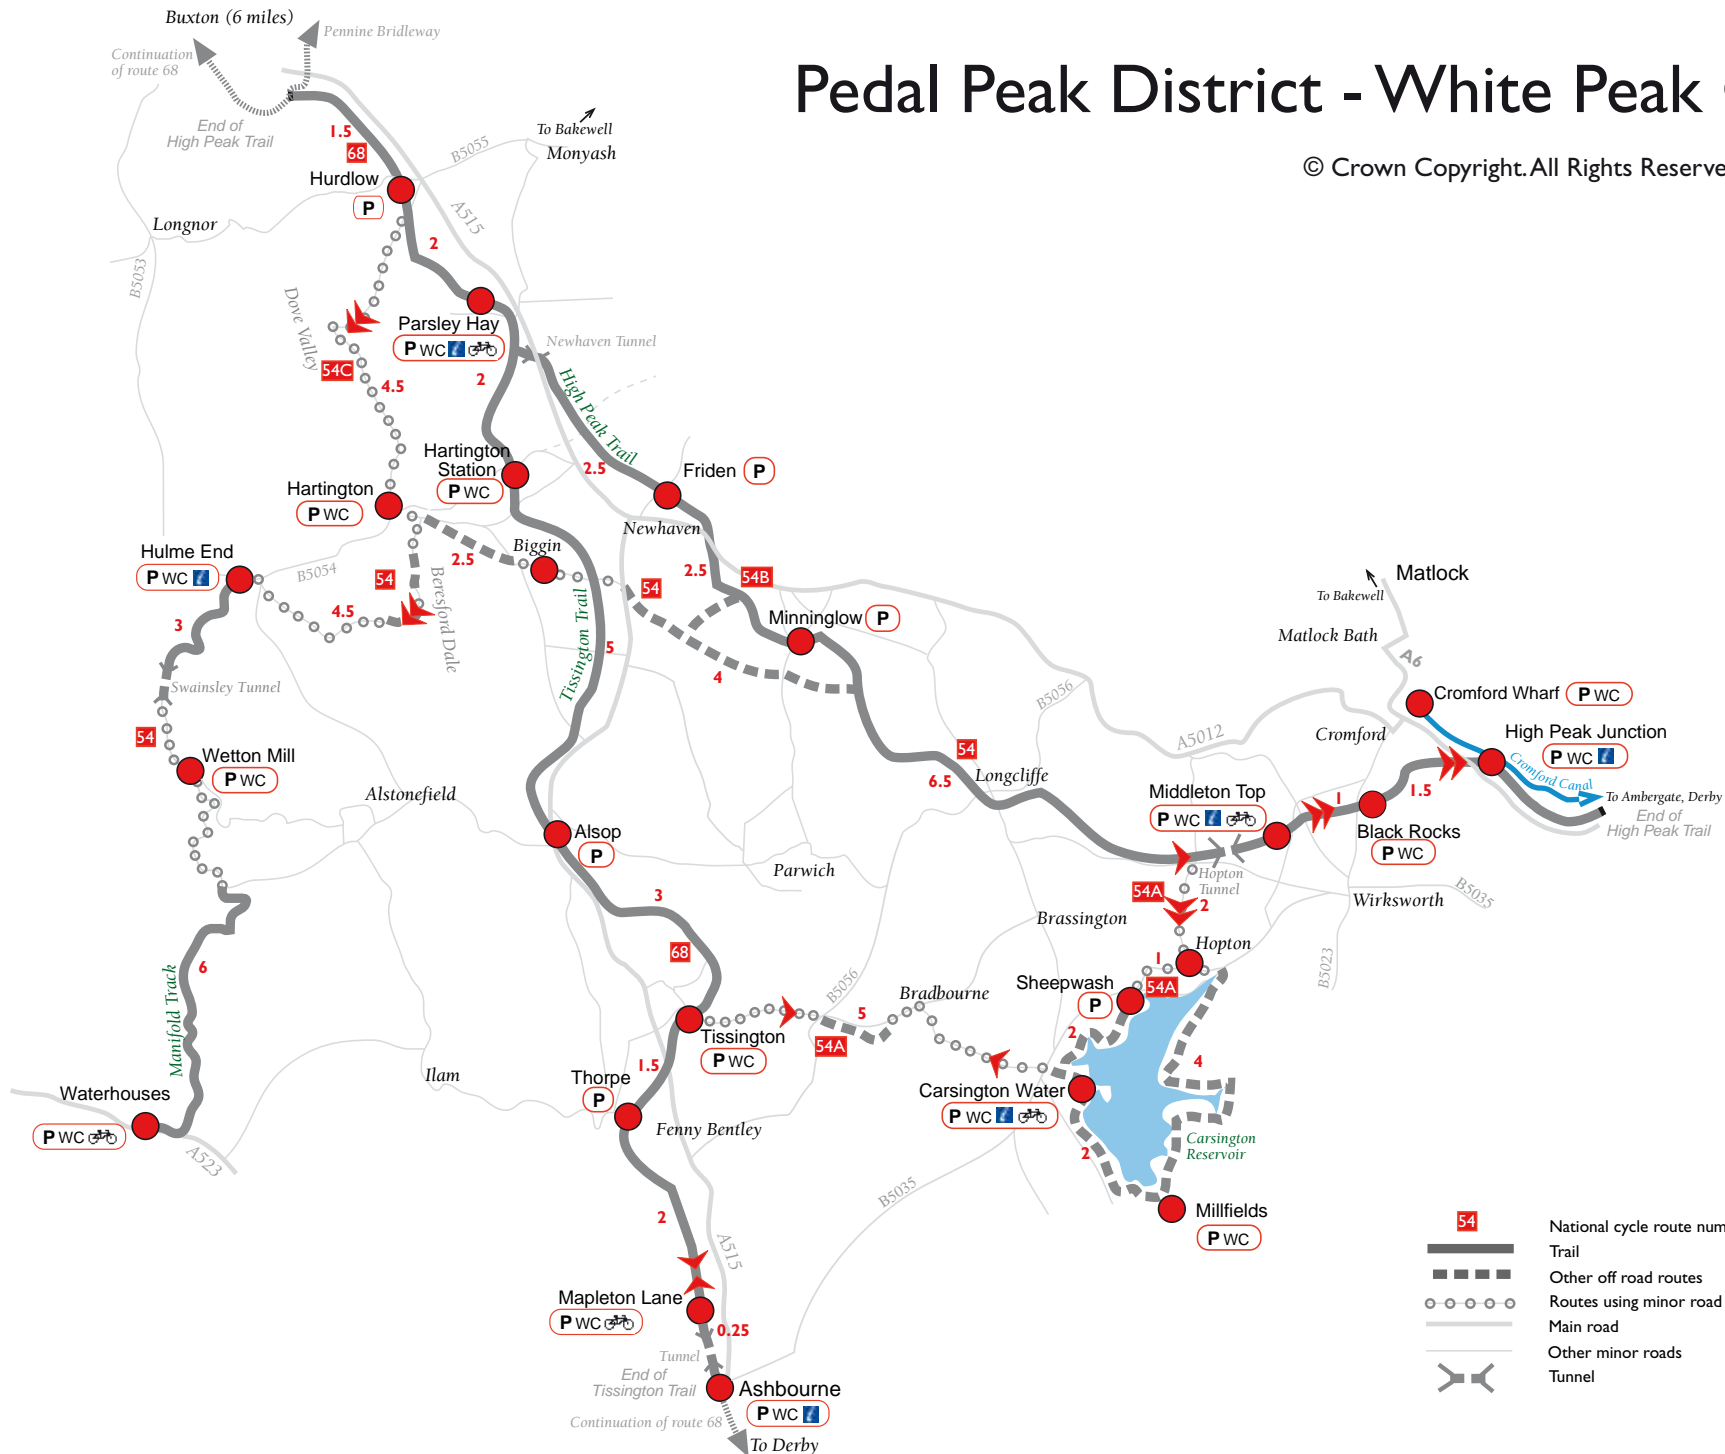 Pedal Peak District - White Peak
© Crown Copyright. All Rights Reserve
Buxton (6 miles)
Pennine Bridleway
Continuation
of route 68
End of
High Peak Trail
1.5
68
To Bakewell
Monyash
B5055
Hurdlow
P
A515
Longnor
B5053
2
Dove Valley
Parsley Hay
P WC
Newhaven Tunnel
54C
4.5
2
High Peak Trail
2.5
Hartington
Station
P WC
Friden
P
Hartington
P WC
Newhaven
Biggin
2.5
Hulme End
P WC
B5054
54
Beresford Dale
4.5
54
2.5
54B
Minninglow
P
Matlock
To Bakewell
Matlock Bath
A6
3
Tissington Trail
5
4
Swainsley Tunnel
54
B5056
Cromford Wharf
P WC
Wetton Mill
P WC
A5012
Cromford
High Peak Junction
P WC
54
6.5
Longcliffe
Cromford Canal
Alstonefield
Middleton Top
P WC
1
1.5
To Ambergate, Derby
End of
High Peak Trail
Alsop
P
Black Rocks
P WC
Parwich
Hopton
Tunnel
3
54A
2
Wirksworth
B5035
Brassington
68
Hopton
B5023
Manifold Track
6
1
Sheepwash
P
54A
B5056
Bradbourne
Tissington
P WC
5
54A
2
4
Ilam
1.5
Thorpe
P
Carsington Water
P WC
Waterhouses
P WC
Fenny Bentley
Carsington
Reservoir
A523
2
B5035
2
Millfields
P WC
A515
Mapleton Lane
P WC
0.25
Tunnel
End of
Tissington Trail
Ashbourne
P WC
Continuation of route 68
To Derby
54
National cycle route num
Trail
Other off road routes
Routes using minor road
Main road
Other minor roads
Tunnel